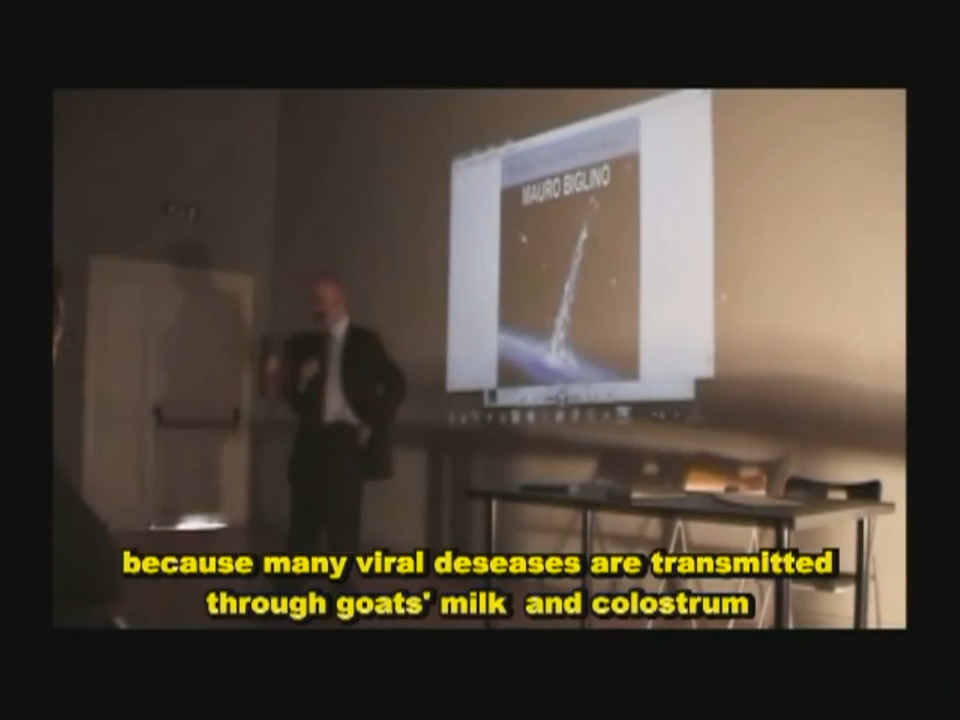 MAURO BIGLINO
because many viral deseases are transmitted
through goats' milk and colostrum